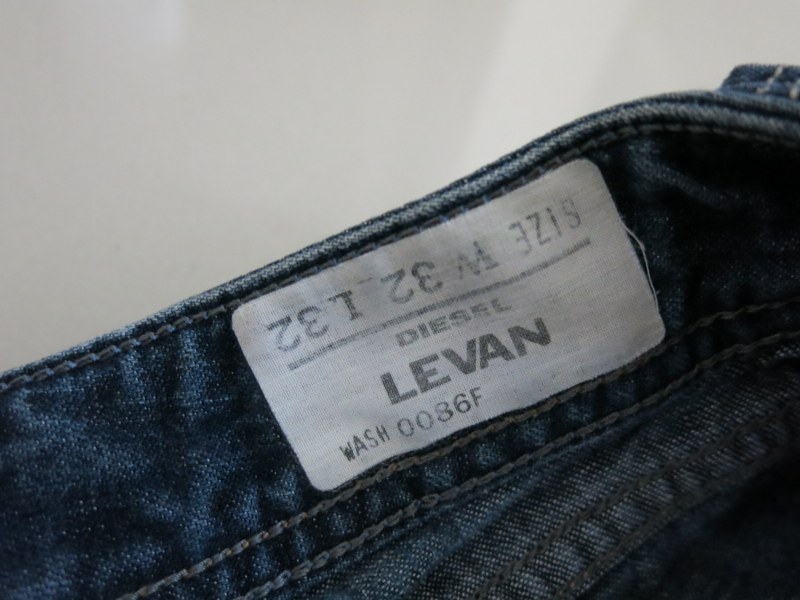 SIZE W 32 L 32
DIESEL
LEVAN
WASH 0086F